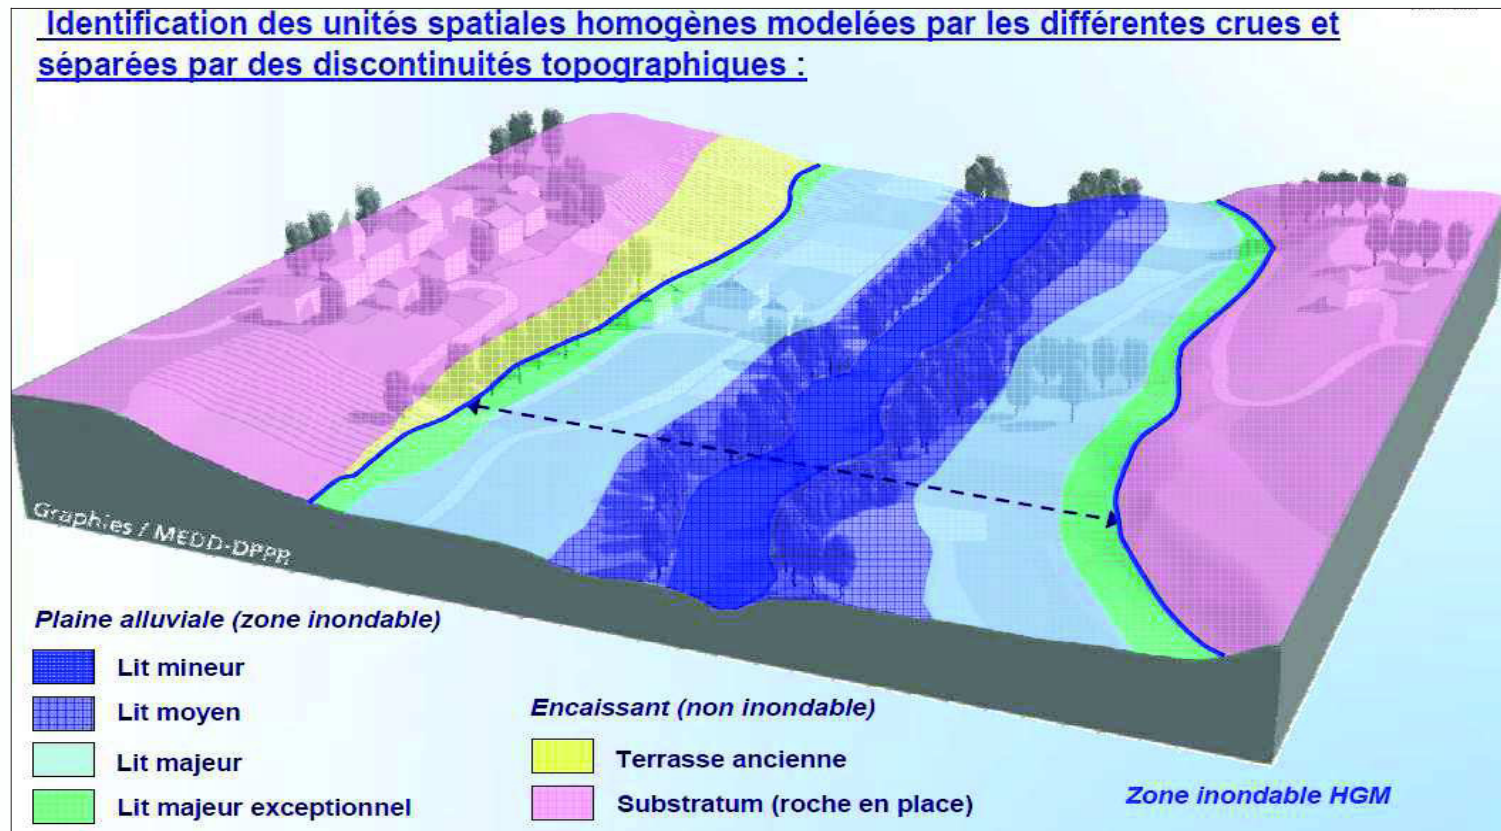 Identification des unités spatiales homogènes modelées par les différentes crues et
séparées par des discontinuités topographiques :
Graphies / MEDD-DPPR
Plaine alluviale (zone inondable)
Lit mineur
Lit moyen
Lit majeur
Lit majeur exceptionnel
Encaissant (non inondable)
Terrasse ancienne
Substratum (roche en place)
Zone inondable HGM